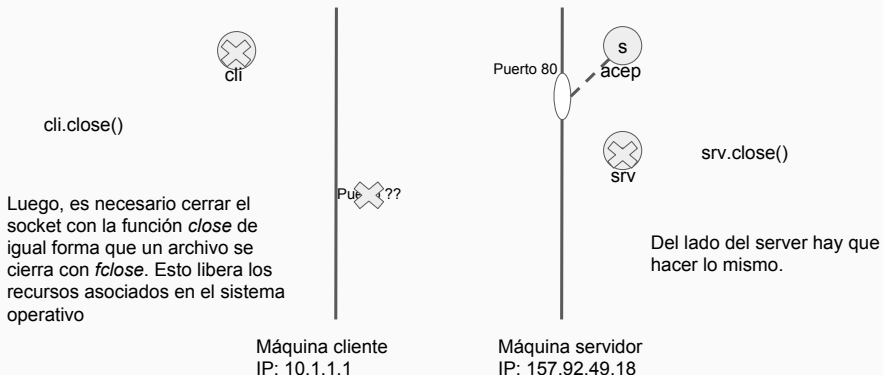 s
Puerto 80
acep
cli
cli.close()
srv.close()
srv
??
Luego, es necesario cerrar el
socket con la función close de
igual forma que un archivo se
cierra con fclose. Esto libera los
recursos asociados en el sistema
operativo
Del lado del server hay que
hacer lo mismo.
Máquina cliente
IP: 10.1.1.1
Máquina servidor
IP: 157.92.49.18